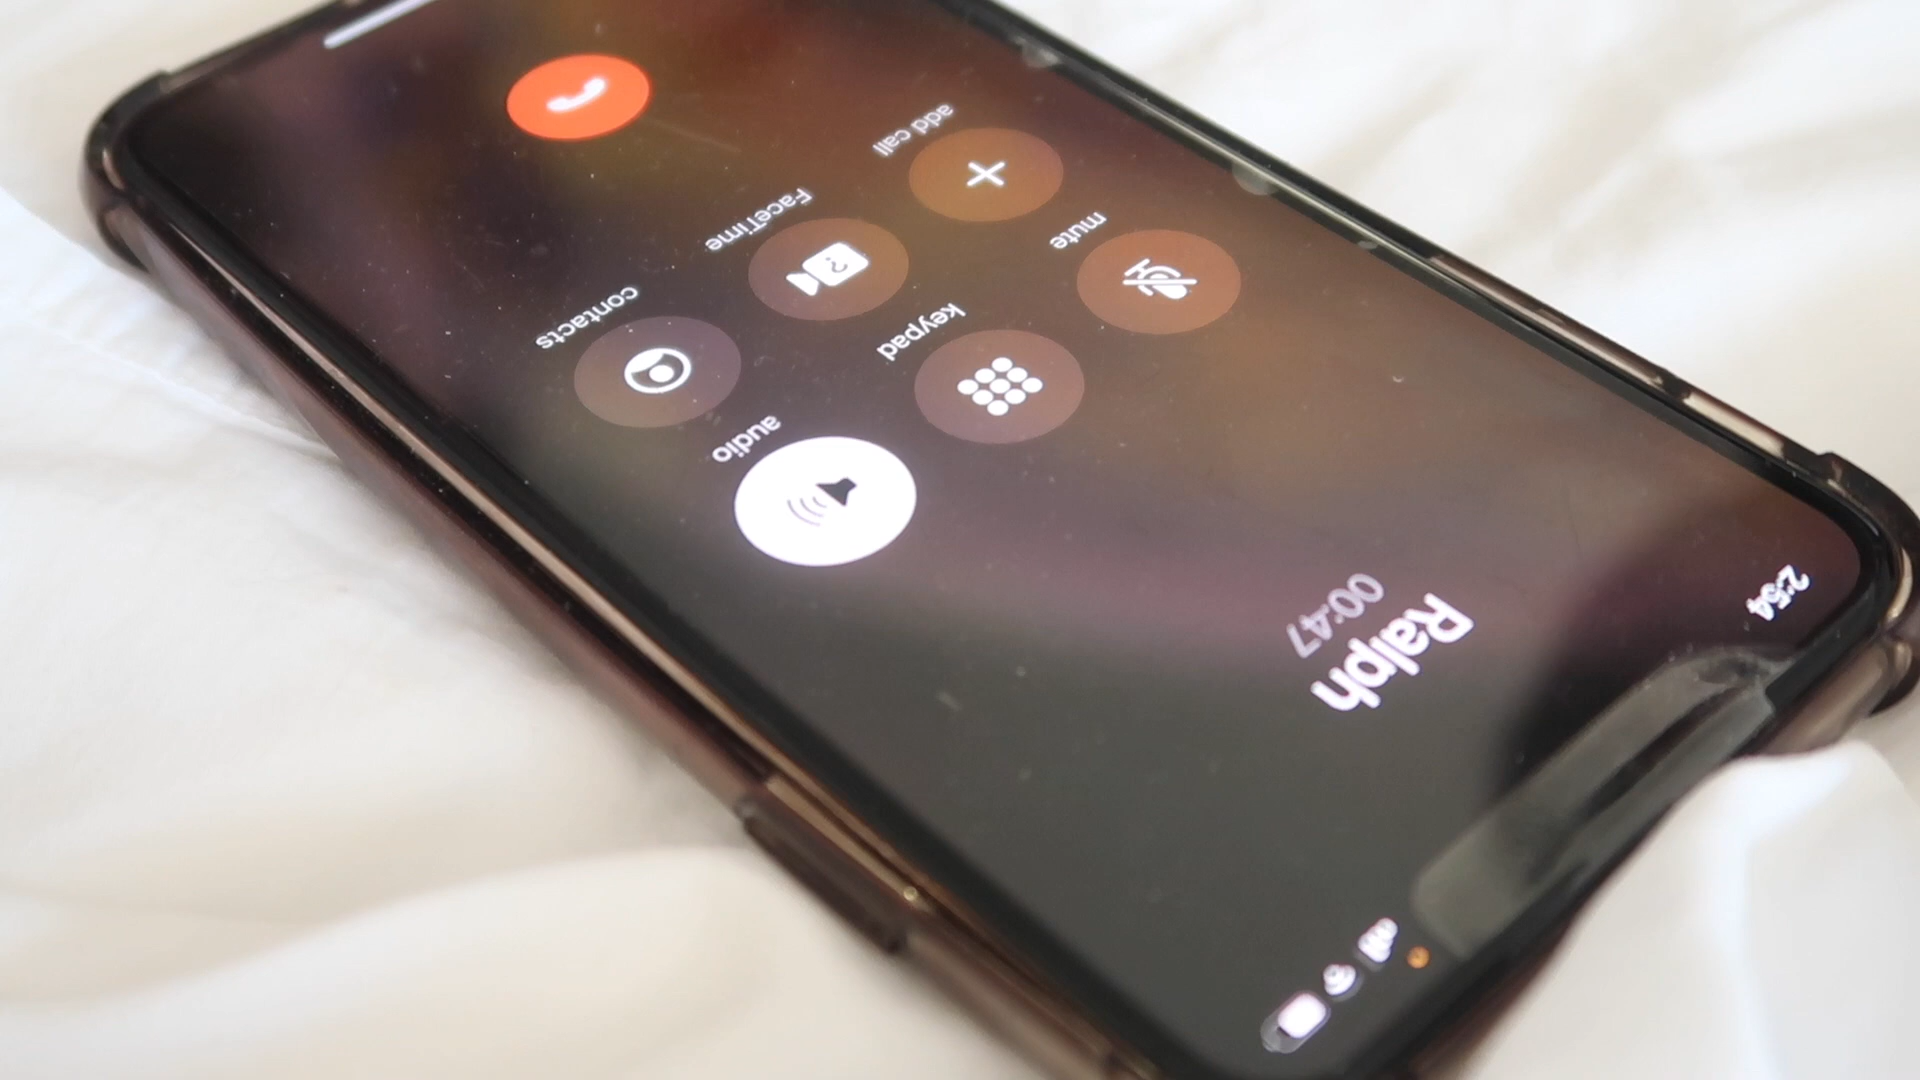 2:54
Ralph
00:47
audio
keypad
mute
contacts
FaceTime
add call